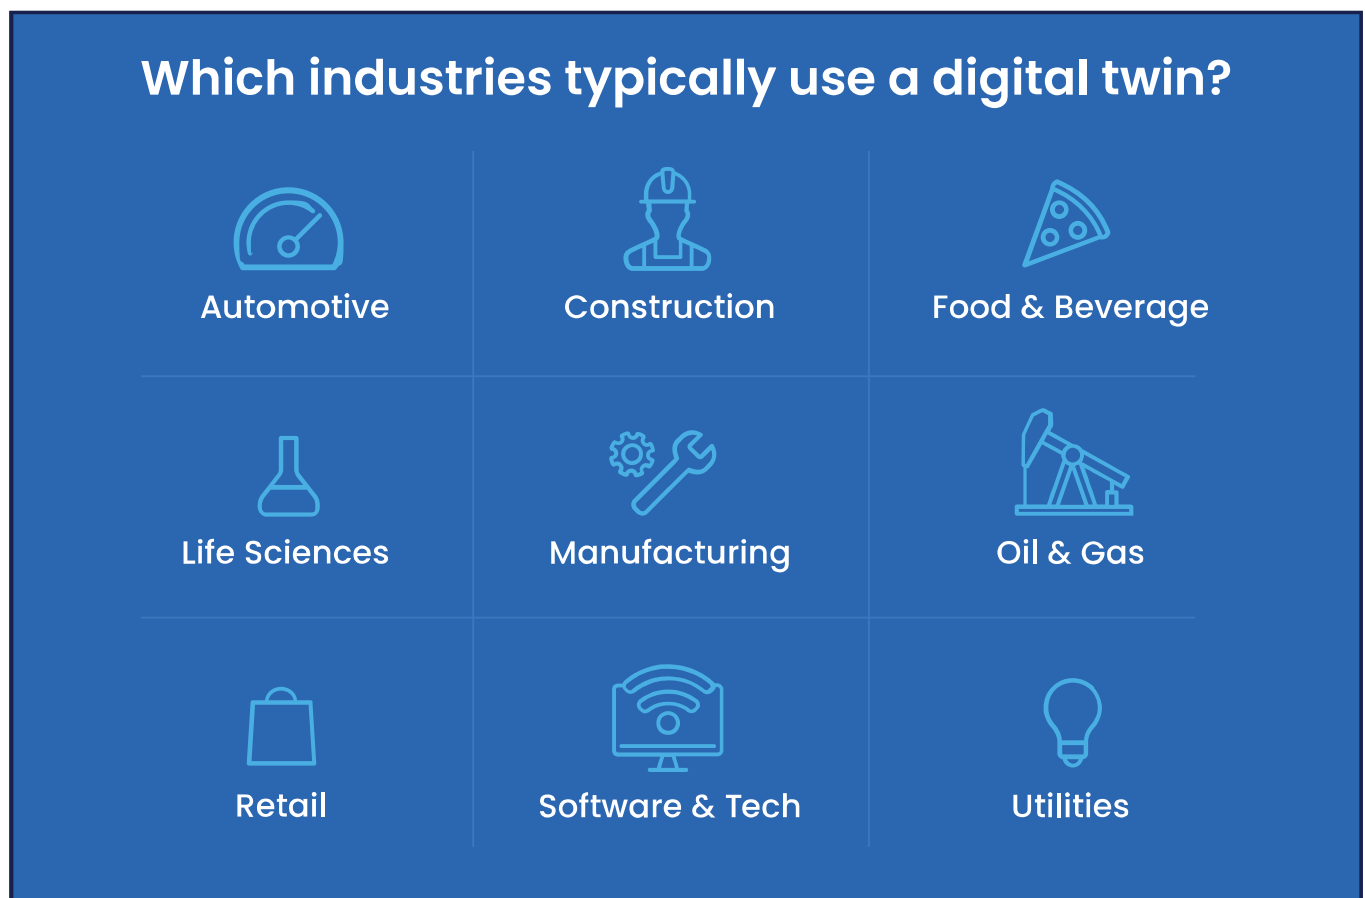 Which industries typically use a digital twin?
Automotive
Construction
Food & Beverage
Life Sciences
Manufacturing
Oil & Gas
Retail
Software & Tech
Utilities